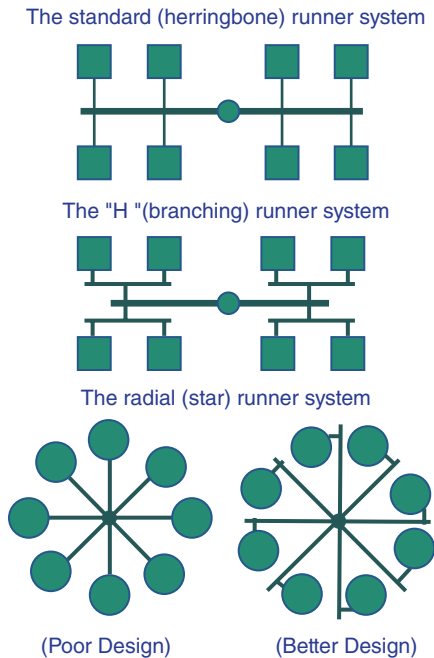 The standard (herringbone) runner system
The "H "(branching) runner system
The radial (star) runner system
(Poor Design)
(Better Design)